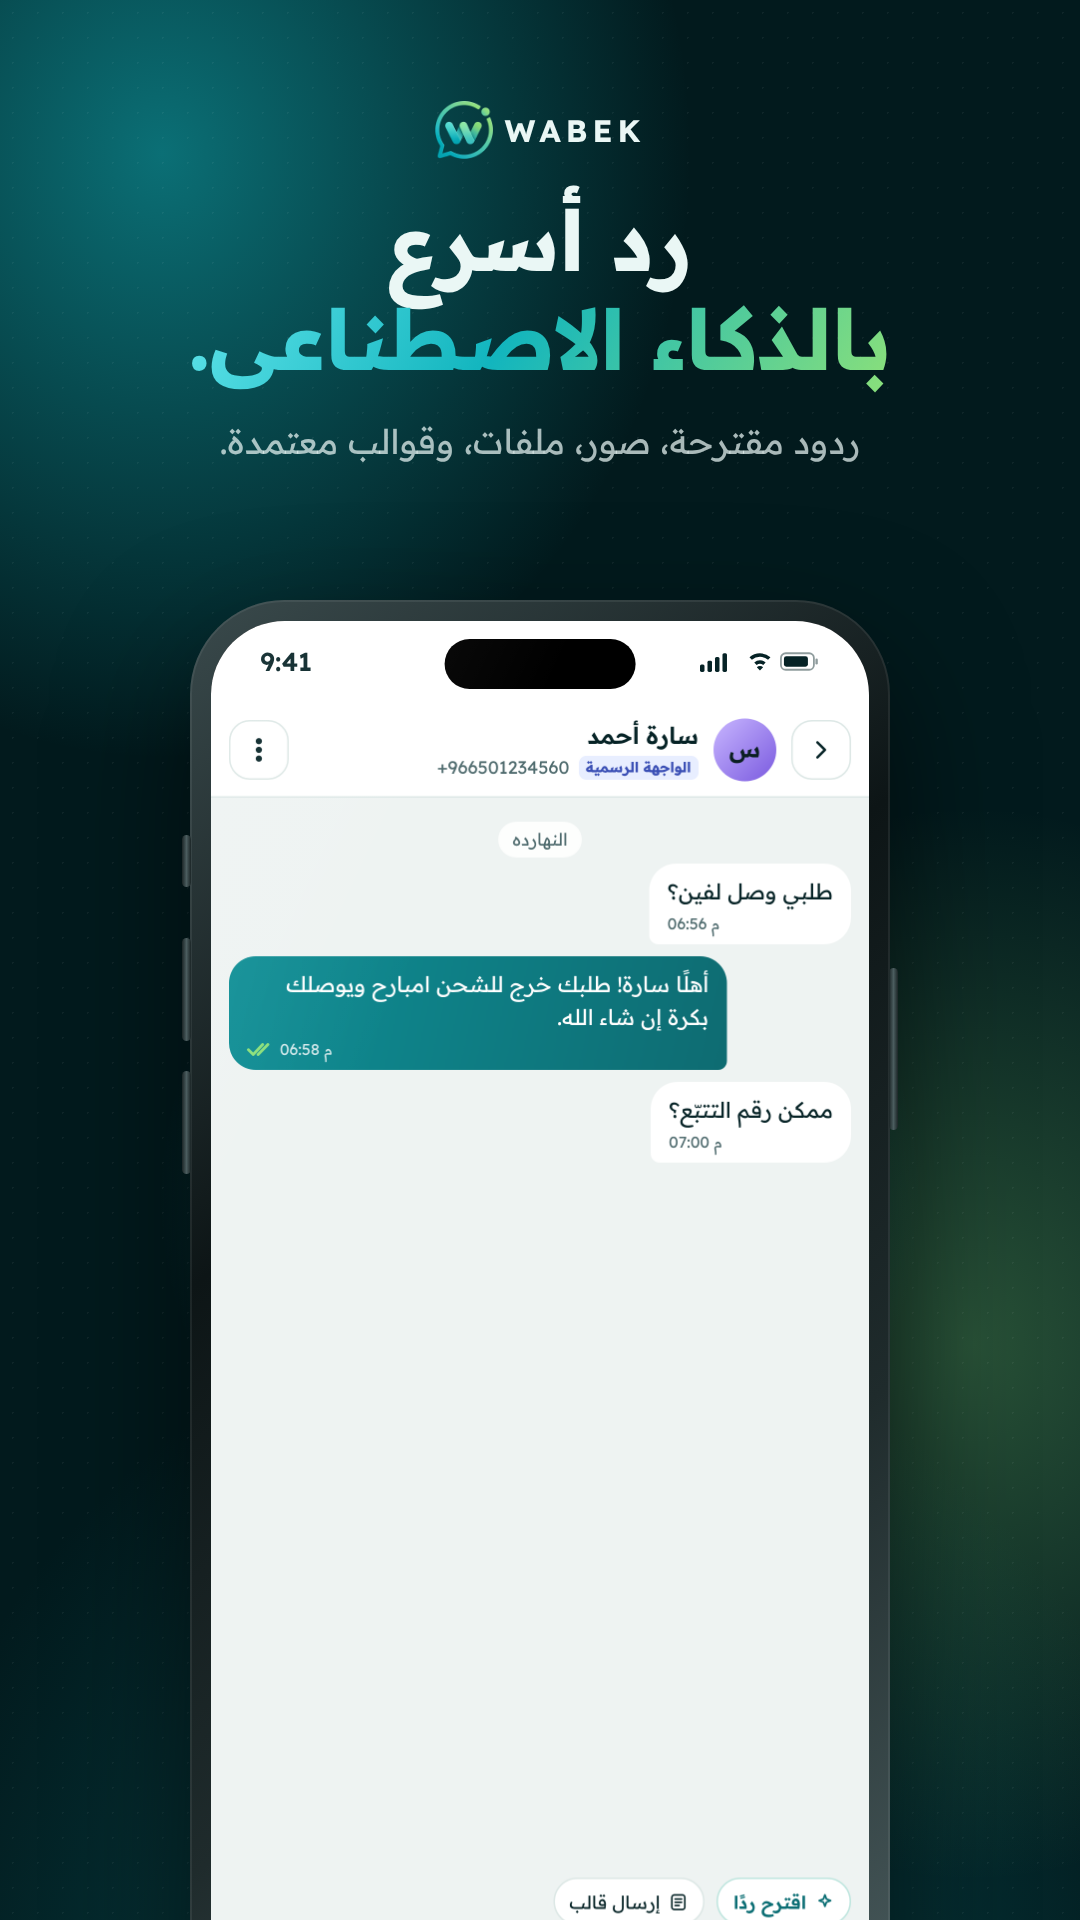 WABEK
رد أسرع
بالذكاء الاصطناعى.
ردود مقترحة، صور، ملفات، وقوالب معتمدة.
9:41
سارة أحمد
س
الواجهة الرسمية +966501234560
النهارده
طلبي وصل لفين؟
06:56 م
أهلًا سارة! طلبك خرج للشحن امبارح ويوصلك
بكرة إن شاء الله.
06:58 م
ممكن رقم التتبّع؟
07:00 م
اقترح ردًا
إرسال قالب